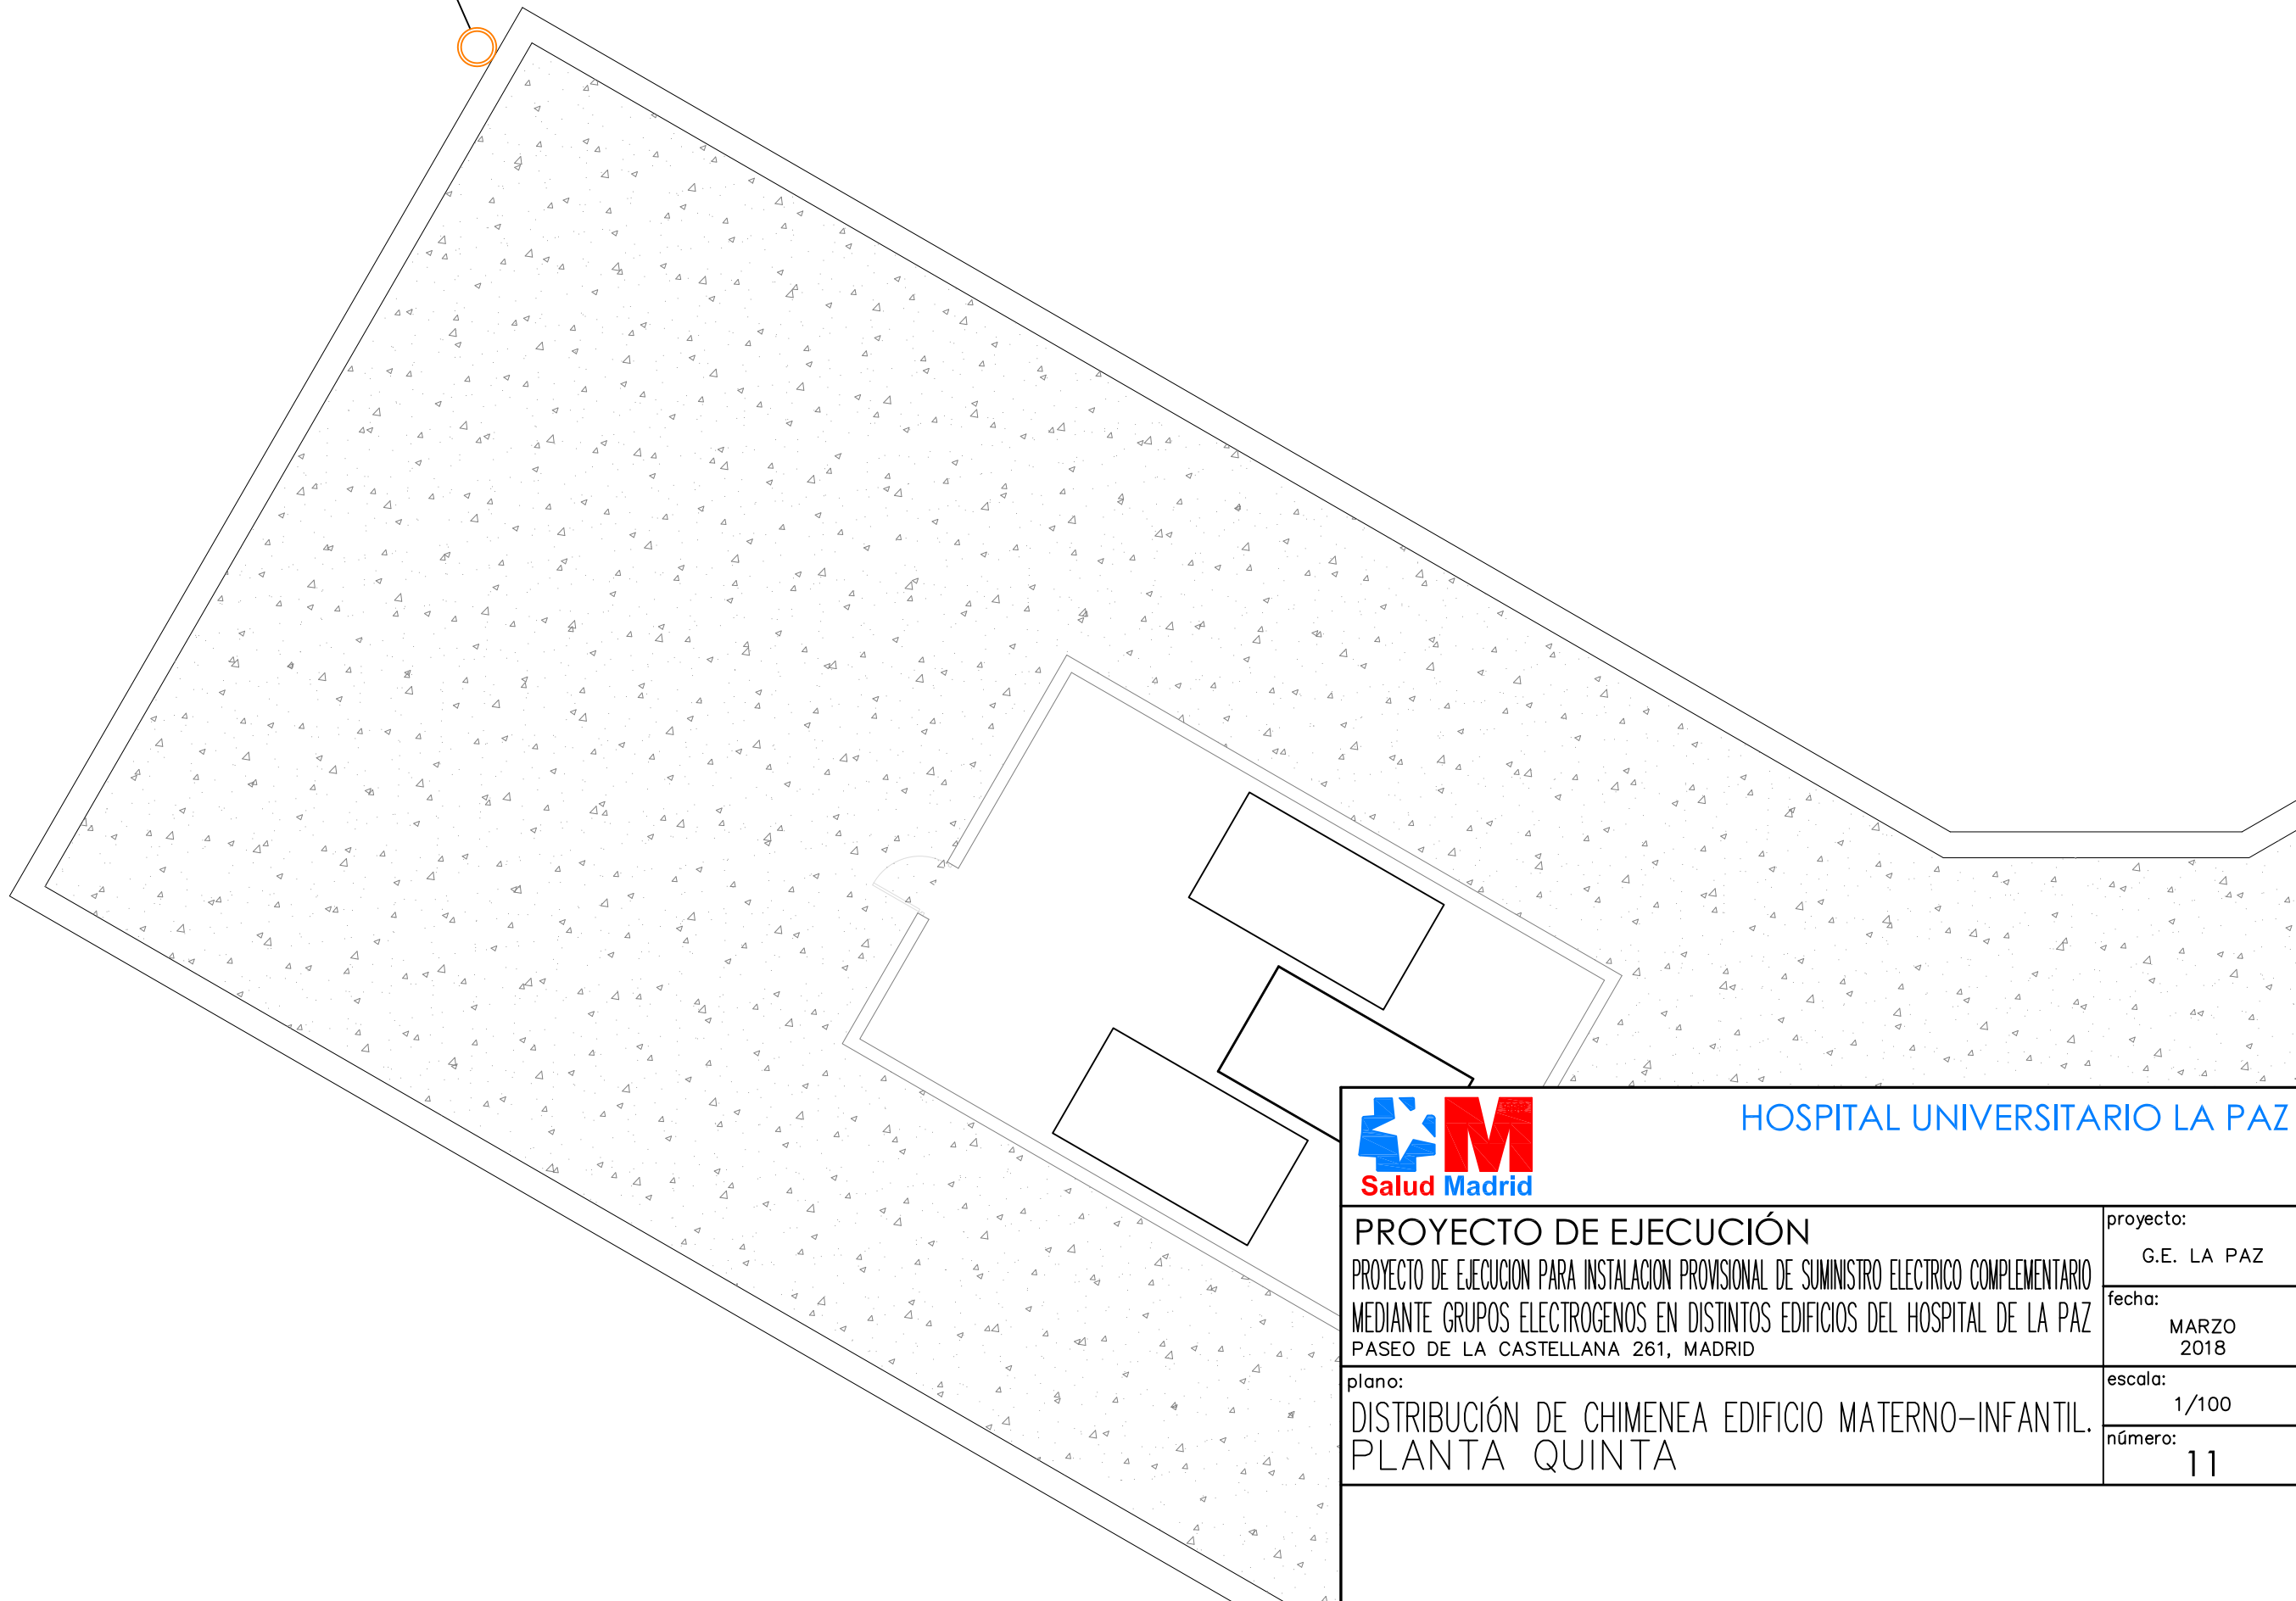 HOSPITAL UNIVERSITARIO LA PAZ
Salud Madrid
PROYECTO DE EJECUCIÓN
PROYECTO DE EJECUCION PARA INSTALACION PROVISIONAL DE SUMINISTRO ELECTRICO COMPLEMENTARIO
MEDIANTE GRUPOS ELECTROGENOS EN DISTINTOS EDIFICIOS DEL HOSPITAL DE LA PAZ
PASEO DE LA CASTELLANA 261, MADRID
proyecto:
G.E. LA PAZ
fecha:
MARZO
2018
plano:
DISTRIBUCIÓN DE CHIMENEA EDIFICIO MATERNO-INFANTIL.
PLANTA QUINTA
escala:
1/100
número:
11